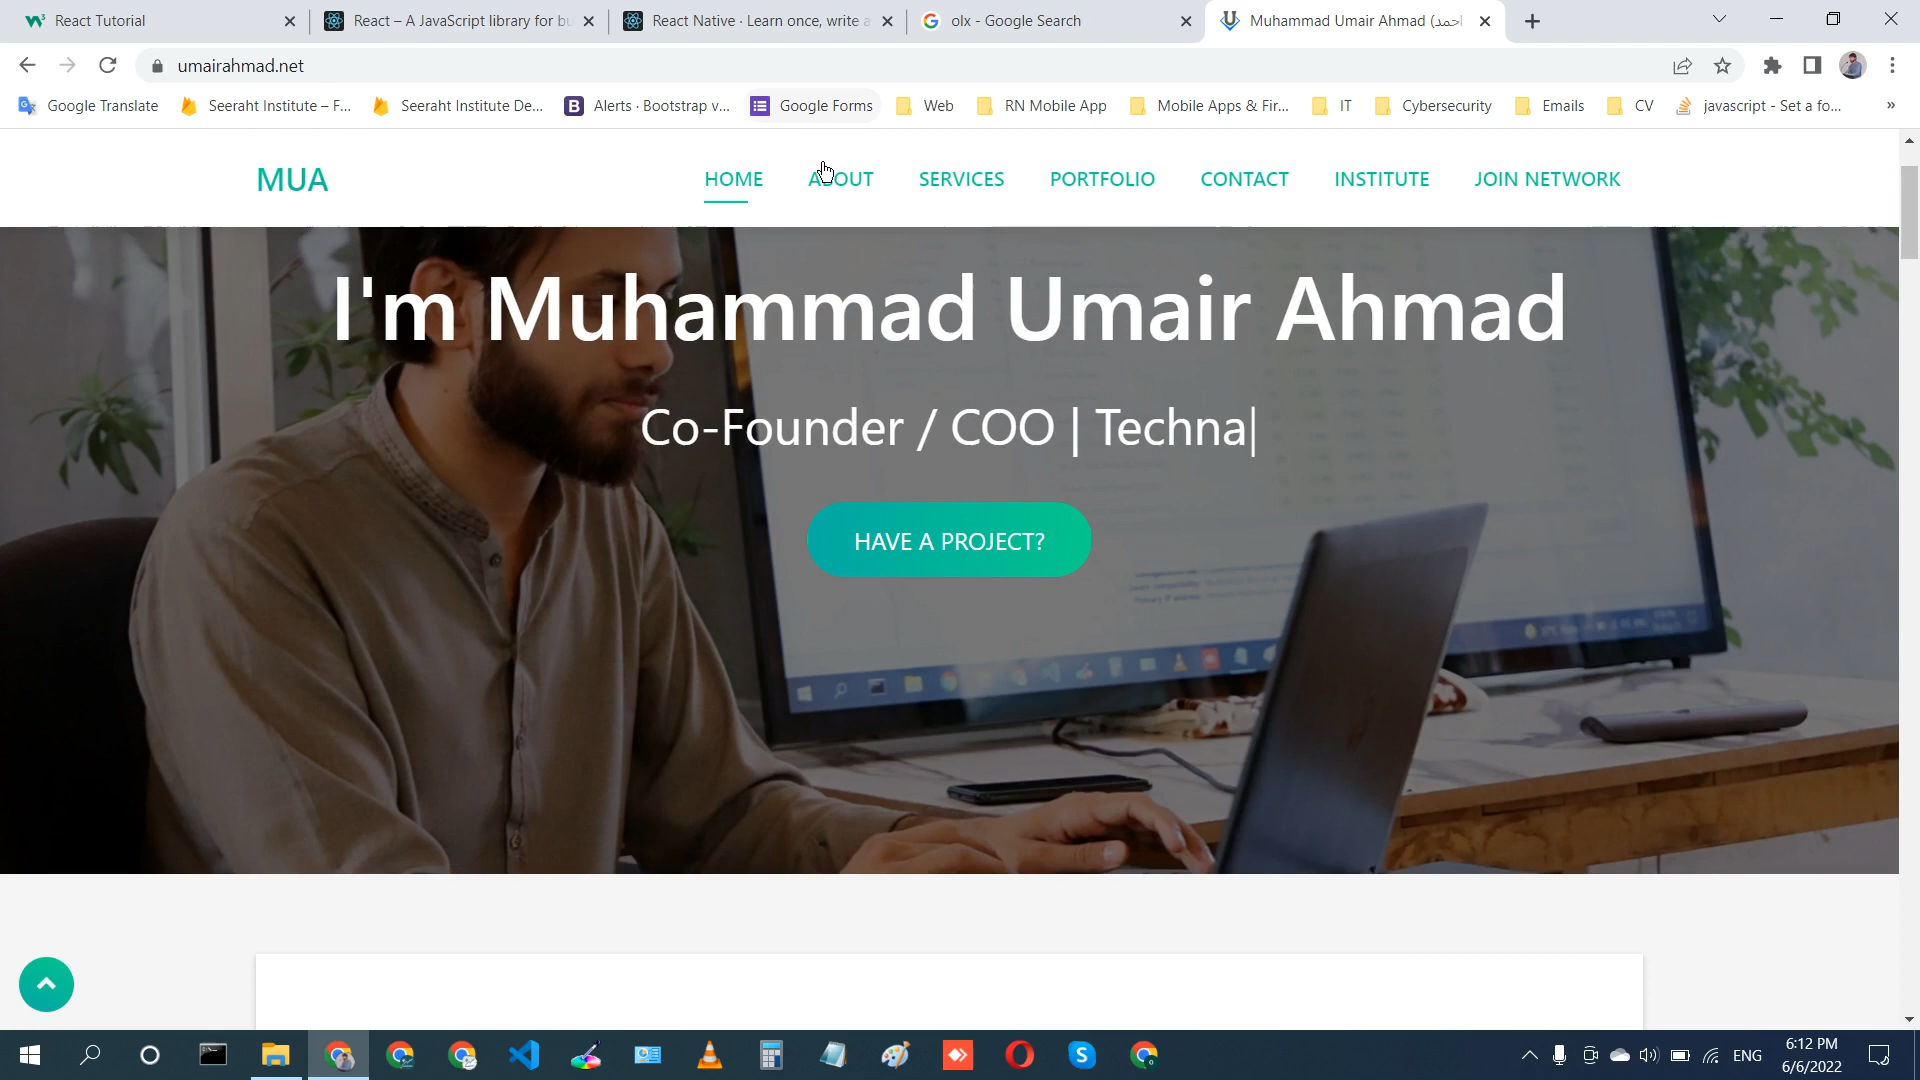 React Tutorial
React – A JavaScript library for bu
React Native · Learn once, write a
olx - Google Search
Muhammad Umair Ahmad (احمد
umairahmad.net
Google Translate
Seeraht Institute – F...
Seeraht Institute De...
Alerts · Bootstrap v...
Google Forms
Web
RN Mobile App
Mobile Apps & Fir...
IT
Cybersecurity
Emails
CV
javascript - Set a fo...
»
MUA
HOME
ABOUT
SERVICES
PORTFOLIO
CONTACT
INSTITUTE
JOIN NETWORK
I'm Muhammad Umair Ahmad
Co-Founder / COO | Techna|
HAVE A PROJECT?
ENG
6:12 PM
6/6/2022